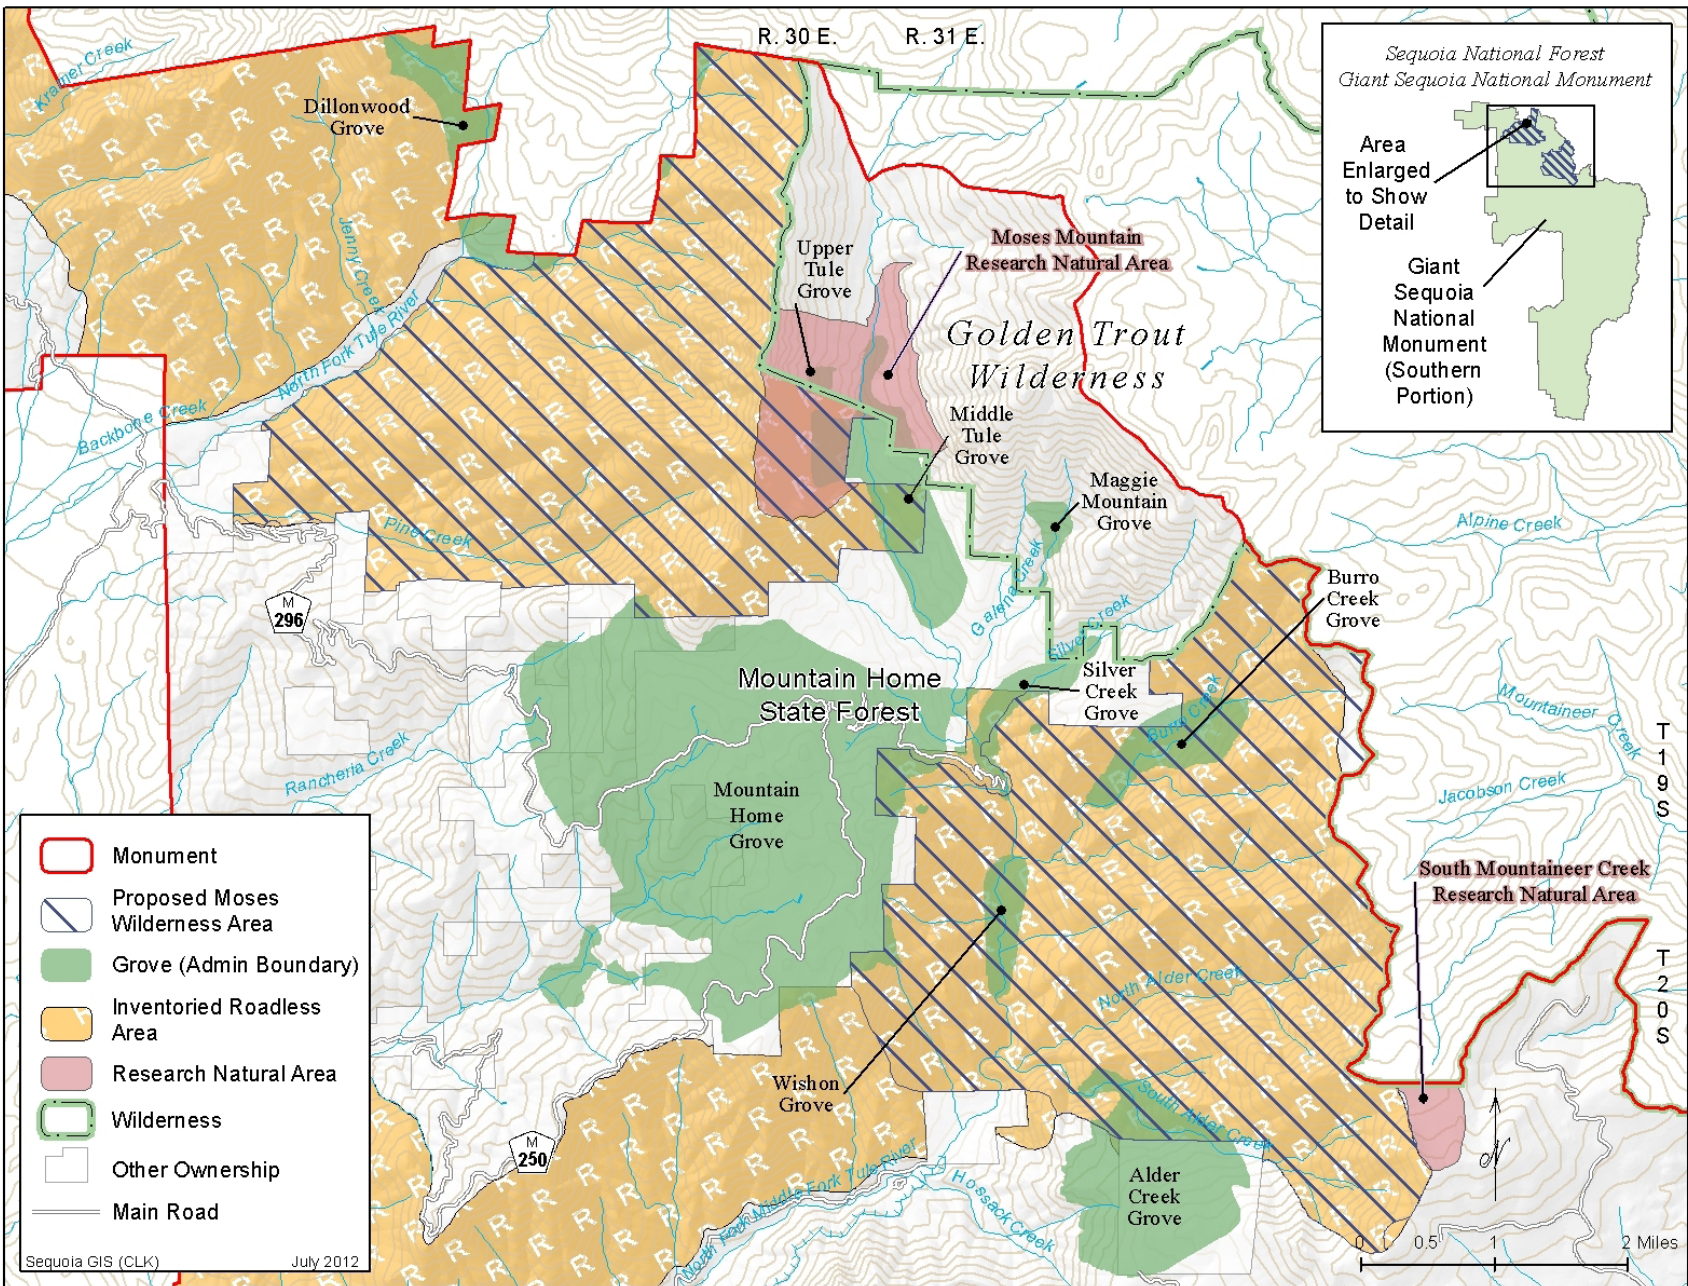 R. 30 E.
R. 31 E.
Kramer Creek
Dillonwood
Grove
Jenny Creek
North Fork Tule River
Backbone Creek
Pine Creek
Upper
Tule
Grove
Moses Mountain
Research Natural Area
Golden Trout
Wilderness
Middle
Tule
Grove
Maggie
Mountain
Grove
Galena Creek
Silver Creek
Silver
Creek
Grove
Burro
Creek
Grove
Burro Creek
Alpine Creek
Mountaineer Creek
Jacobson Creek
T
1
9
S
T
2
0
S
M
296
Mountain Home
State Forest
Mountain
Home
Grove
Rancheria Creek
South Mountaineer Creek
Research Natural Area
North Alder Creek
South Alder Creek
Wishon
Grove
Alder
Creek
Grove
M
250
North Fork Middle Fork Tule River
Hossack Creek
Sequoia National Forest
Giant Sequoia National Monument
Area
Enlarged
to Show
Detail
Giant
Sequoia
National
Monument
(Southern
Portion)
Monument
Proposed Moses
Wilderness Area
Grove (Admin Boundary)
Inventoried Roadless
Area
Research Natural Area
Wilderness
Other Ownership
Main Road
Sequoia GIS (CLK)
July 2012
N
0 0.5 1 2 Miles